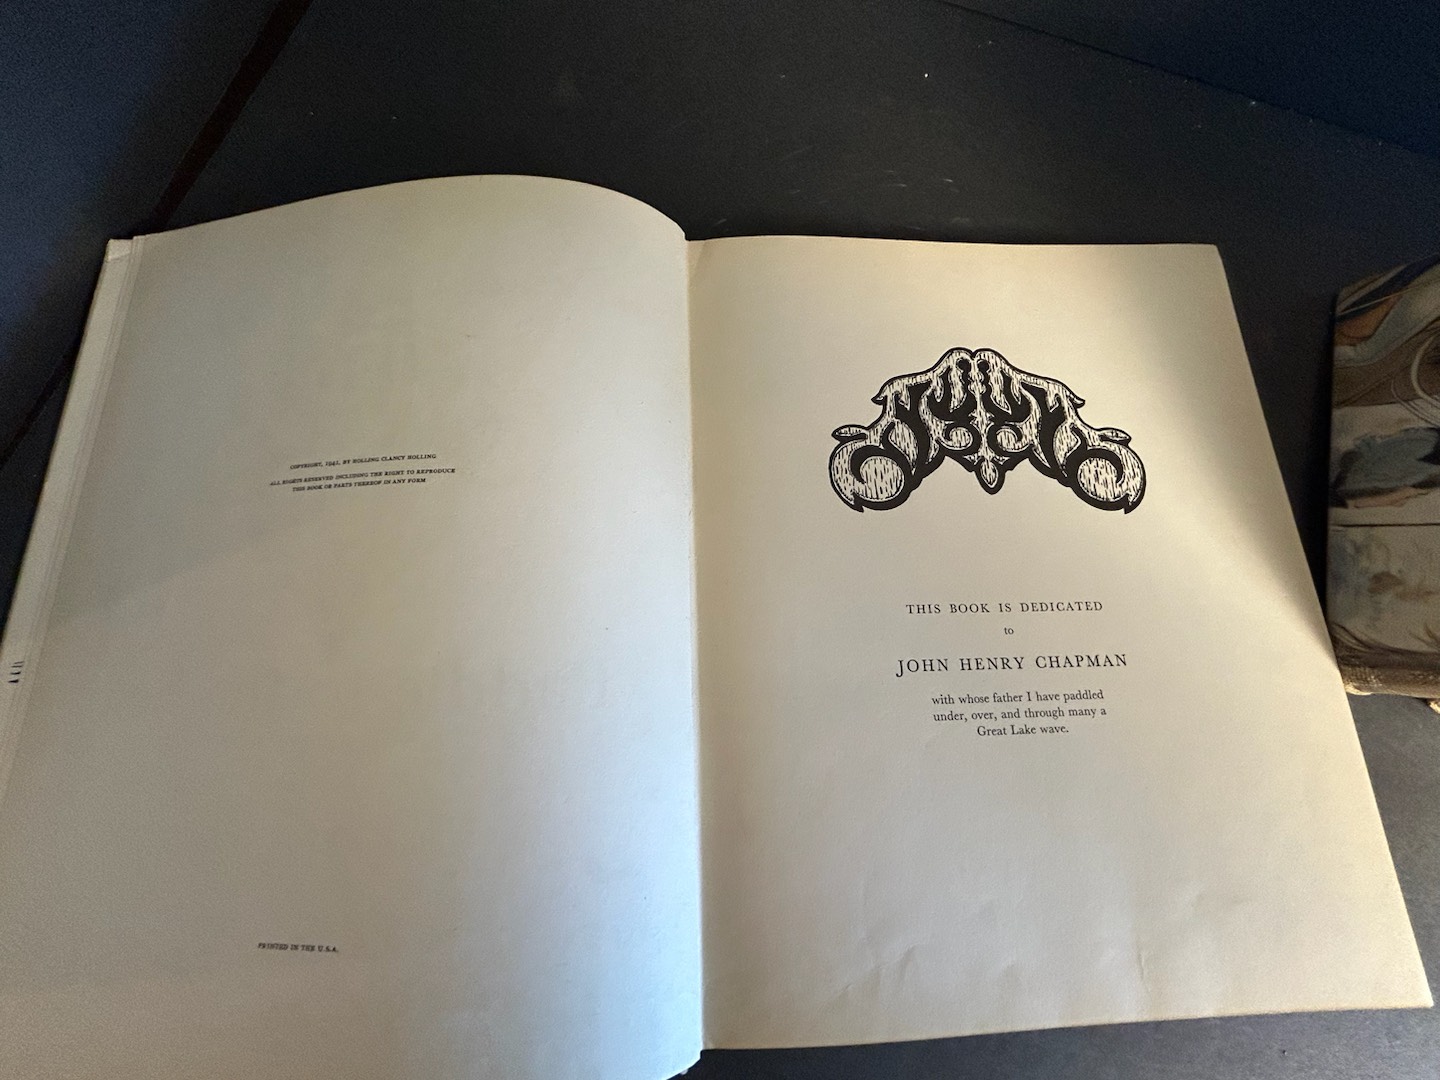 COPYRIGHT, 1941, BY HOLLING CLANCY HOLLING
ALL RIGHTS RESERVED INCLUDING THE RIGHT TO REPRODUCE
THIS BOOK OR PARTS THEREOF IN ANY FORM
PRINTED IN THE U.S.A.
THIS BOOK IS DEDICATED
to
JOHN HENRY CHAPMAN
with whose father I have paddled
under, over, and through many a
Great Lake wave.